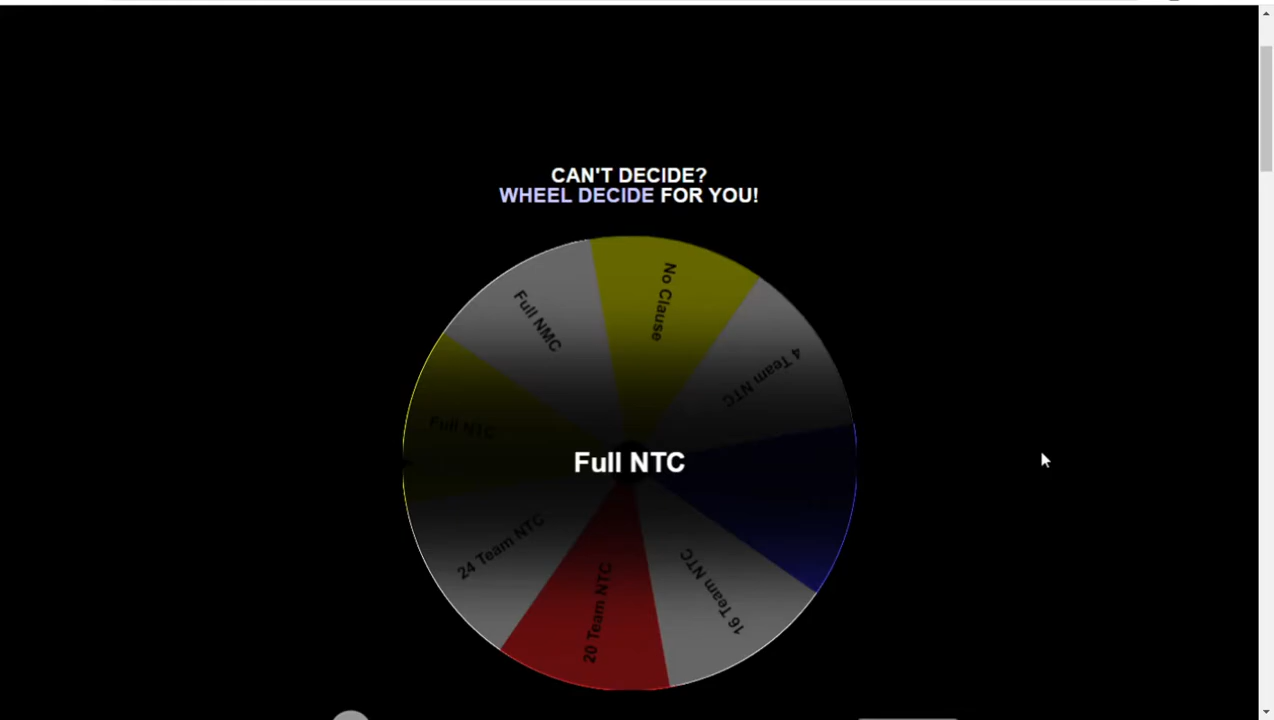 CAN'T DECIDE?
WHEEL DECIDE FOR YOU!
No Clause
Full NMC
4 Team NTC
Full NTC
Full NTC
24 Team NTC
16 Team NTC
20 Team NTC